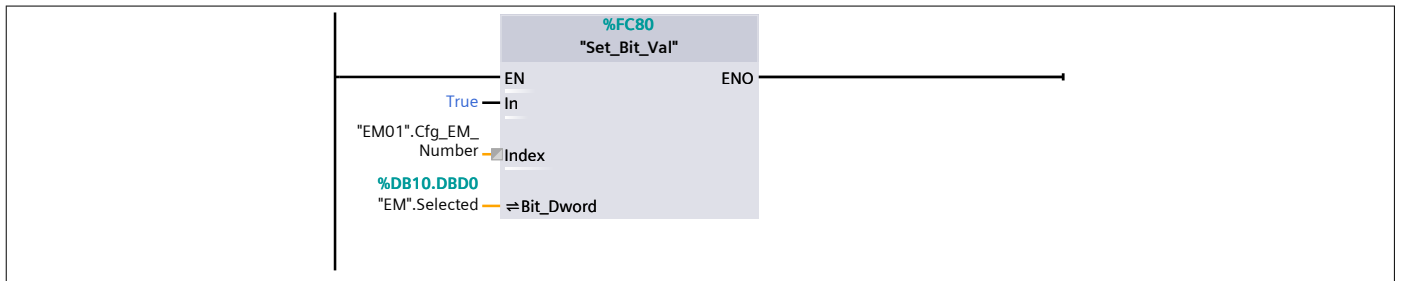 %FC80
"Set_Bit_Val"
EN ENO
True In
"EM01".Cfg_EM_
Number Index
%DB10.DBD0
"EM".Selected ⇌Bit_Dword